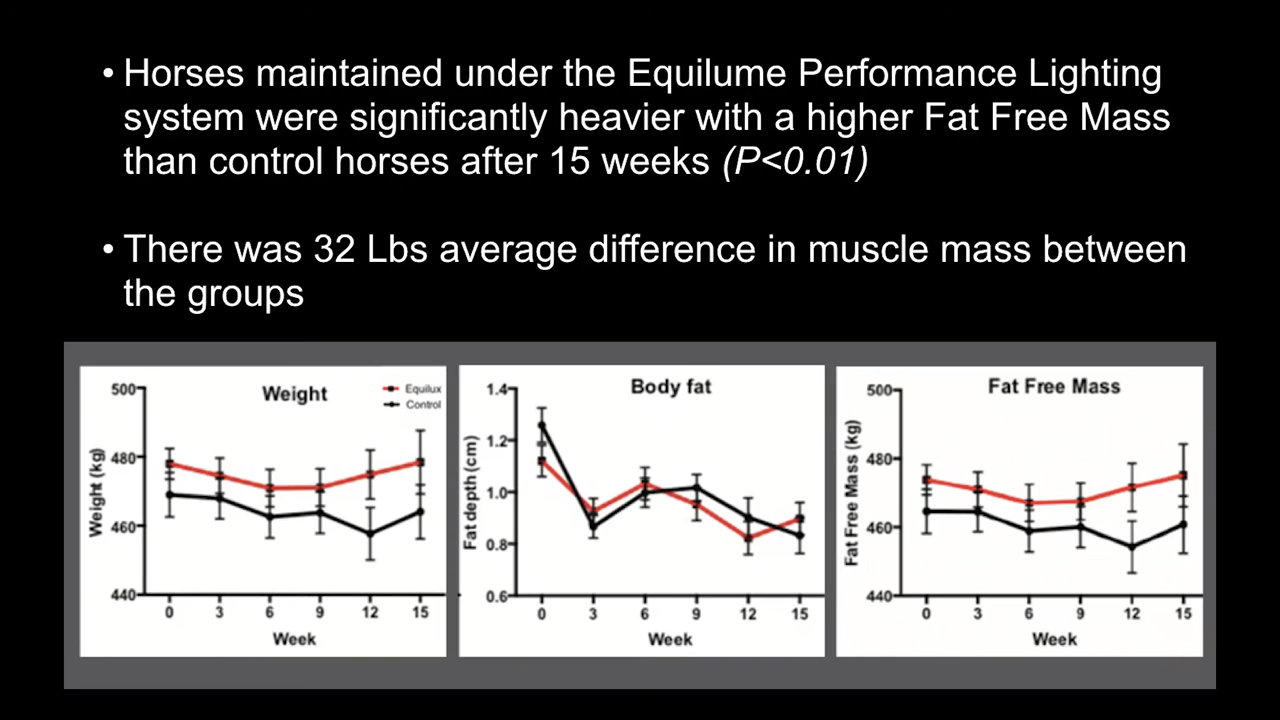 • Horses maintained under the Equilume Performance Lighting
system were significantly heavier with a higher Fat Free Mass
than control horses after 15 weeks (P<0.01)
• There was 32 Lbs average difference in muscle mass between
the groups
Weight
Equilux
Control
500
480
460
440
Weight (kg)
0 3 6 9 12 15
Week
Body fat
1.4
1.2
1.0
0.8
0.6
Fat depth (cm)
0 3 6 9 12 15
Week
Fat Free Mass
500
480
460
440
Fat Free Mass (kg)
0 3 6 9 12 15
Week